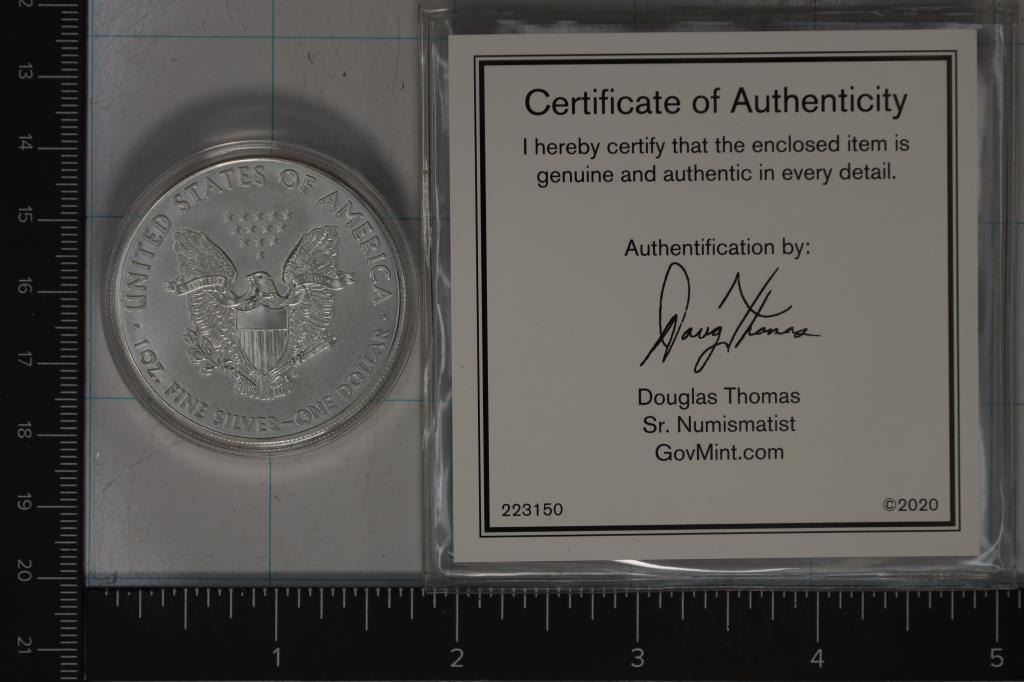 UNITED STATES OF AMERICA
1 OZ. FINE SILVER~ONE DOLLAR
Certificate of Authenticity
I hereby certify that the enclosed item is
genuine and authentic in every detail.
Authentification by:
Doug Thomas
Douglas Thomas
Sr. Numismatist
GovMint.com
223150
©2020
13
14
15
16
17
18
19
20
21
1
2
3
4
5